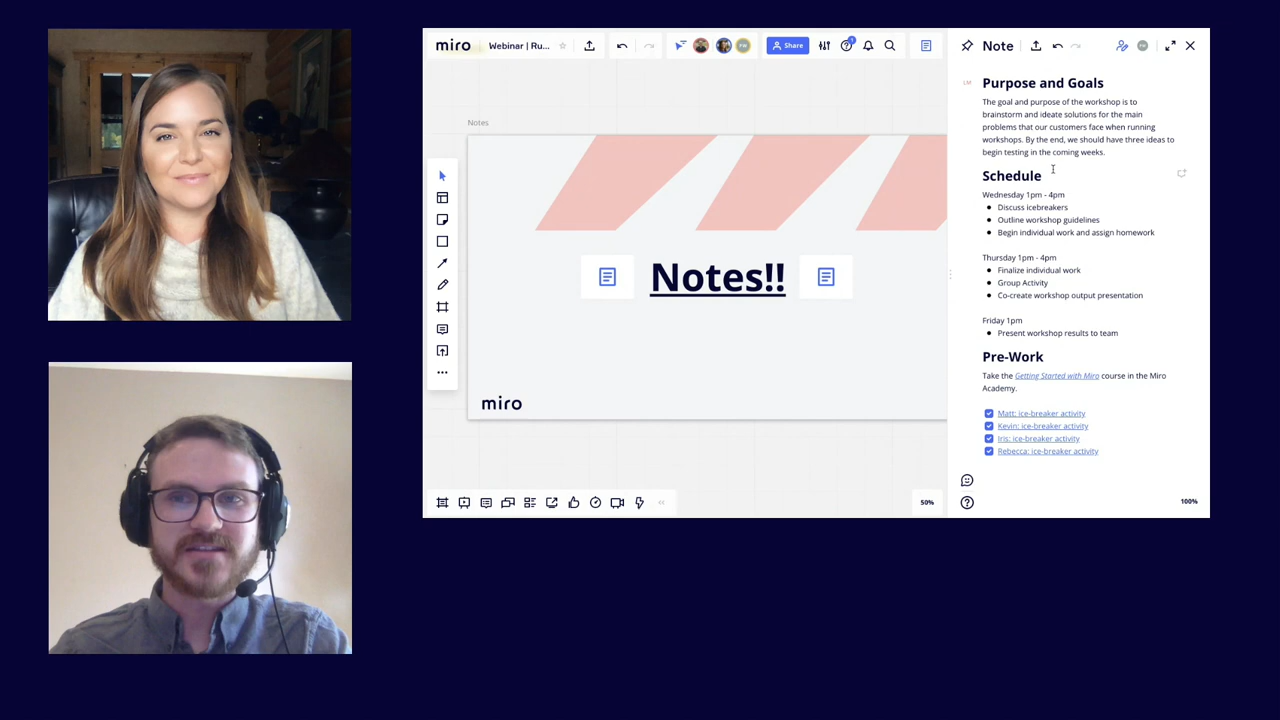 miro
Webinar | Ru...
Share
1
Note
Notes
Notes!!
miro
50%
LM
Purpose and Goals
The goal and purpose of the workshop is to
brainstorm and ideate solutions for the main
problems that our customers face when running
workshops. By the end, we should have three ideas to
begin testing in the coming weeks.
Schedule
Wednesday 1pm - 4pm
Discuss icebreakers
Outline workshop guidelines
Begin individual work and assign homework
Thursday 1pm - 4pm
Finalize individual work
Group Activity
Co-create workshop output presentation
Friday 1pm
Present workshop results to team
Pre-Work
Take the Getting Started with Miro course in the Miro
Academy.
Matt: ice-breaker activity
Kevin: ice-breaker activity
Iris: ice-breaker activity
Rebecca: ice-breaker activity
100%